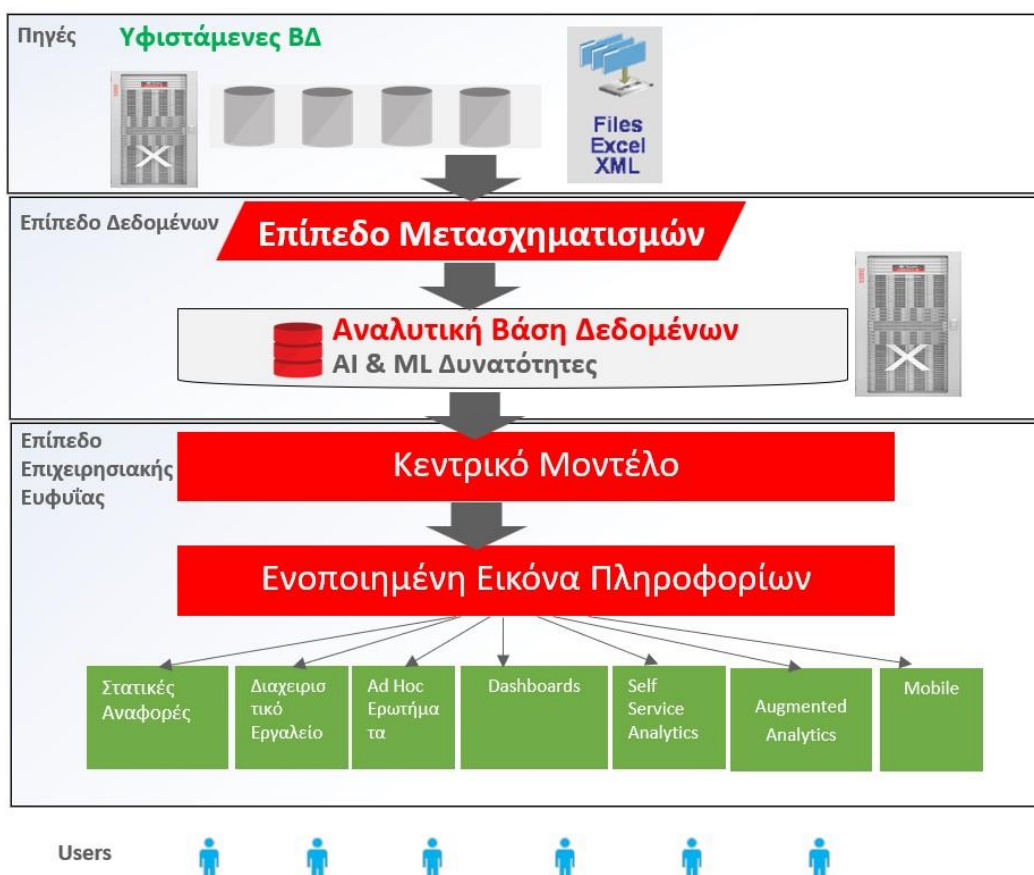 Πηγές
Υφιστάμενες ΒΔ
Files
Excel
XML
X
Επίπεδο Δεδομένων
Επίπεδο Μετασχηματισμών
Αναλυτική Βάση Δεδομένων
AI & ML Δυνατότητες
X
Επίπεδο
Επιχειρησιακής
Ευφυΐας
Κεντρικό Μοντέλο
Ενοποιημένη Εικόνα Πληροφορίων
Στατικές
Αναφορές
Διαχειρισ
τικό
Εργαλείο
Ad Hoc
Ερωτήμα
τα
Dashboards
Self
Service
Analytics
Augmented
Analytics
Mobile
Users